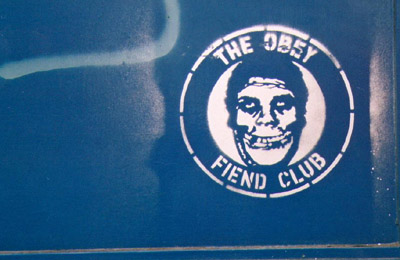 THE OBEY
FIEND CLUB